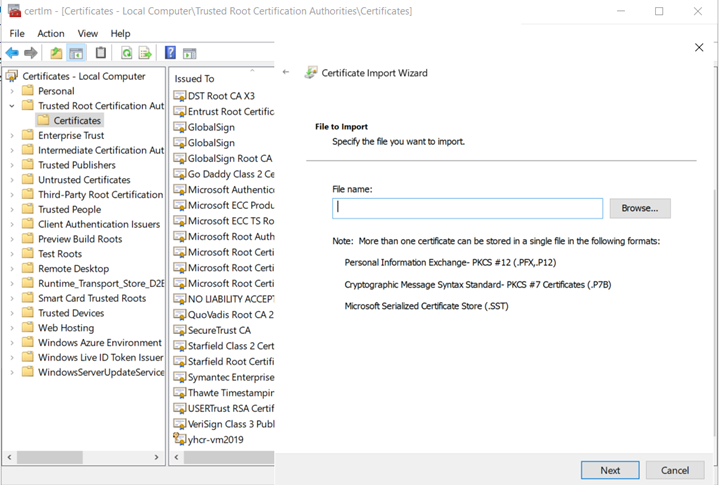 certlm - [Certificates - Local Computer\Trusted Root Certification Authorities\Certificates]
File Action View Help
Certificates - Local Computer
Personal
Trusted Root Certification Aut
Certificates
Enterprise Trust
Intermediate Certification Aut
Trusted Publishers
Untrusted Certificates
Third-Party Root Certification
Trusted People
Client Authentication Issuers
Preview Build Roots
Test Roots
Remote Desktop
Runtime_Transport_Store_D2E
Smart Card Trusted Roots
Trusted Devices
Web Hosting
Windows Azure Environment
Windows Live ID Token Issuer
WindowsServerUpdateService
Issued To
DST Root CA X3
Entrust Root Certific
GlobalSign
GlobalSign
GlobalSign Root CA
Go Daddy Class 2 Ce
Microsoft Authentic
Microsoft ECC Produ
Microsoft ECC TS Ro
Microsoft Root Auth
Microsoft Root Certi
Microsoft Root Certi
Microsoft Root Certi
NO LIABILITY ACCEPT
QuoVadis Root CA 2
SecureTrust CA
Starfield Class 2 Cert
Starfield Root Certifi
Symantec Enterprise
Thawte Timestampin
USERTrust RSA Certif
VeriSign Class 3 Publ
yhcr-vm2019
Certificate Import Wizard
File to Import
Specify the file you want to import.
File name:
Browse...
Note: More than one certificate can be stored in a single file in the following formats:
Personal Information Exchange- PKCS #12 (.PFX,.P12)
Cryptographic Message Syntax Standard- PKCS #7 Certificates (.P7B)
Microsoft Serialized Certificate Store (.SST)
Next
Cancel